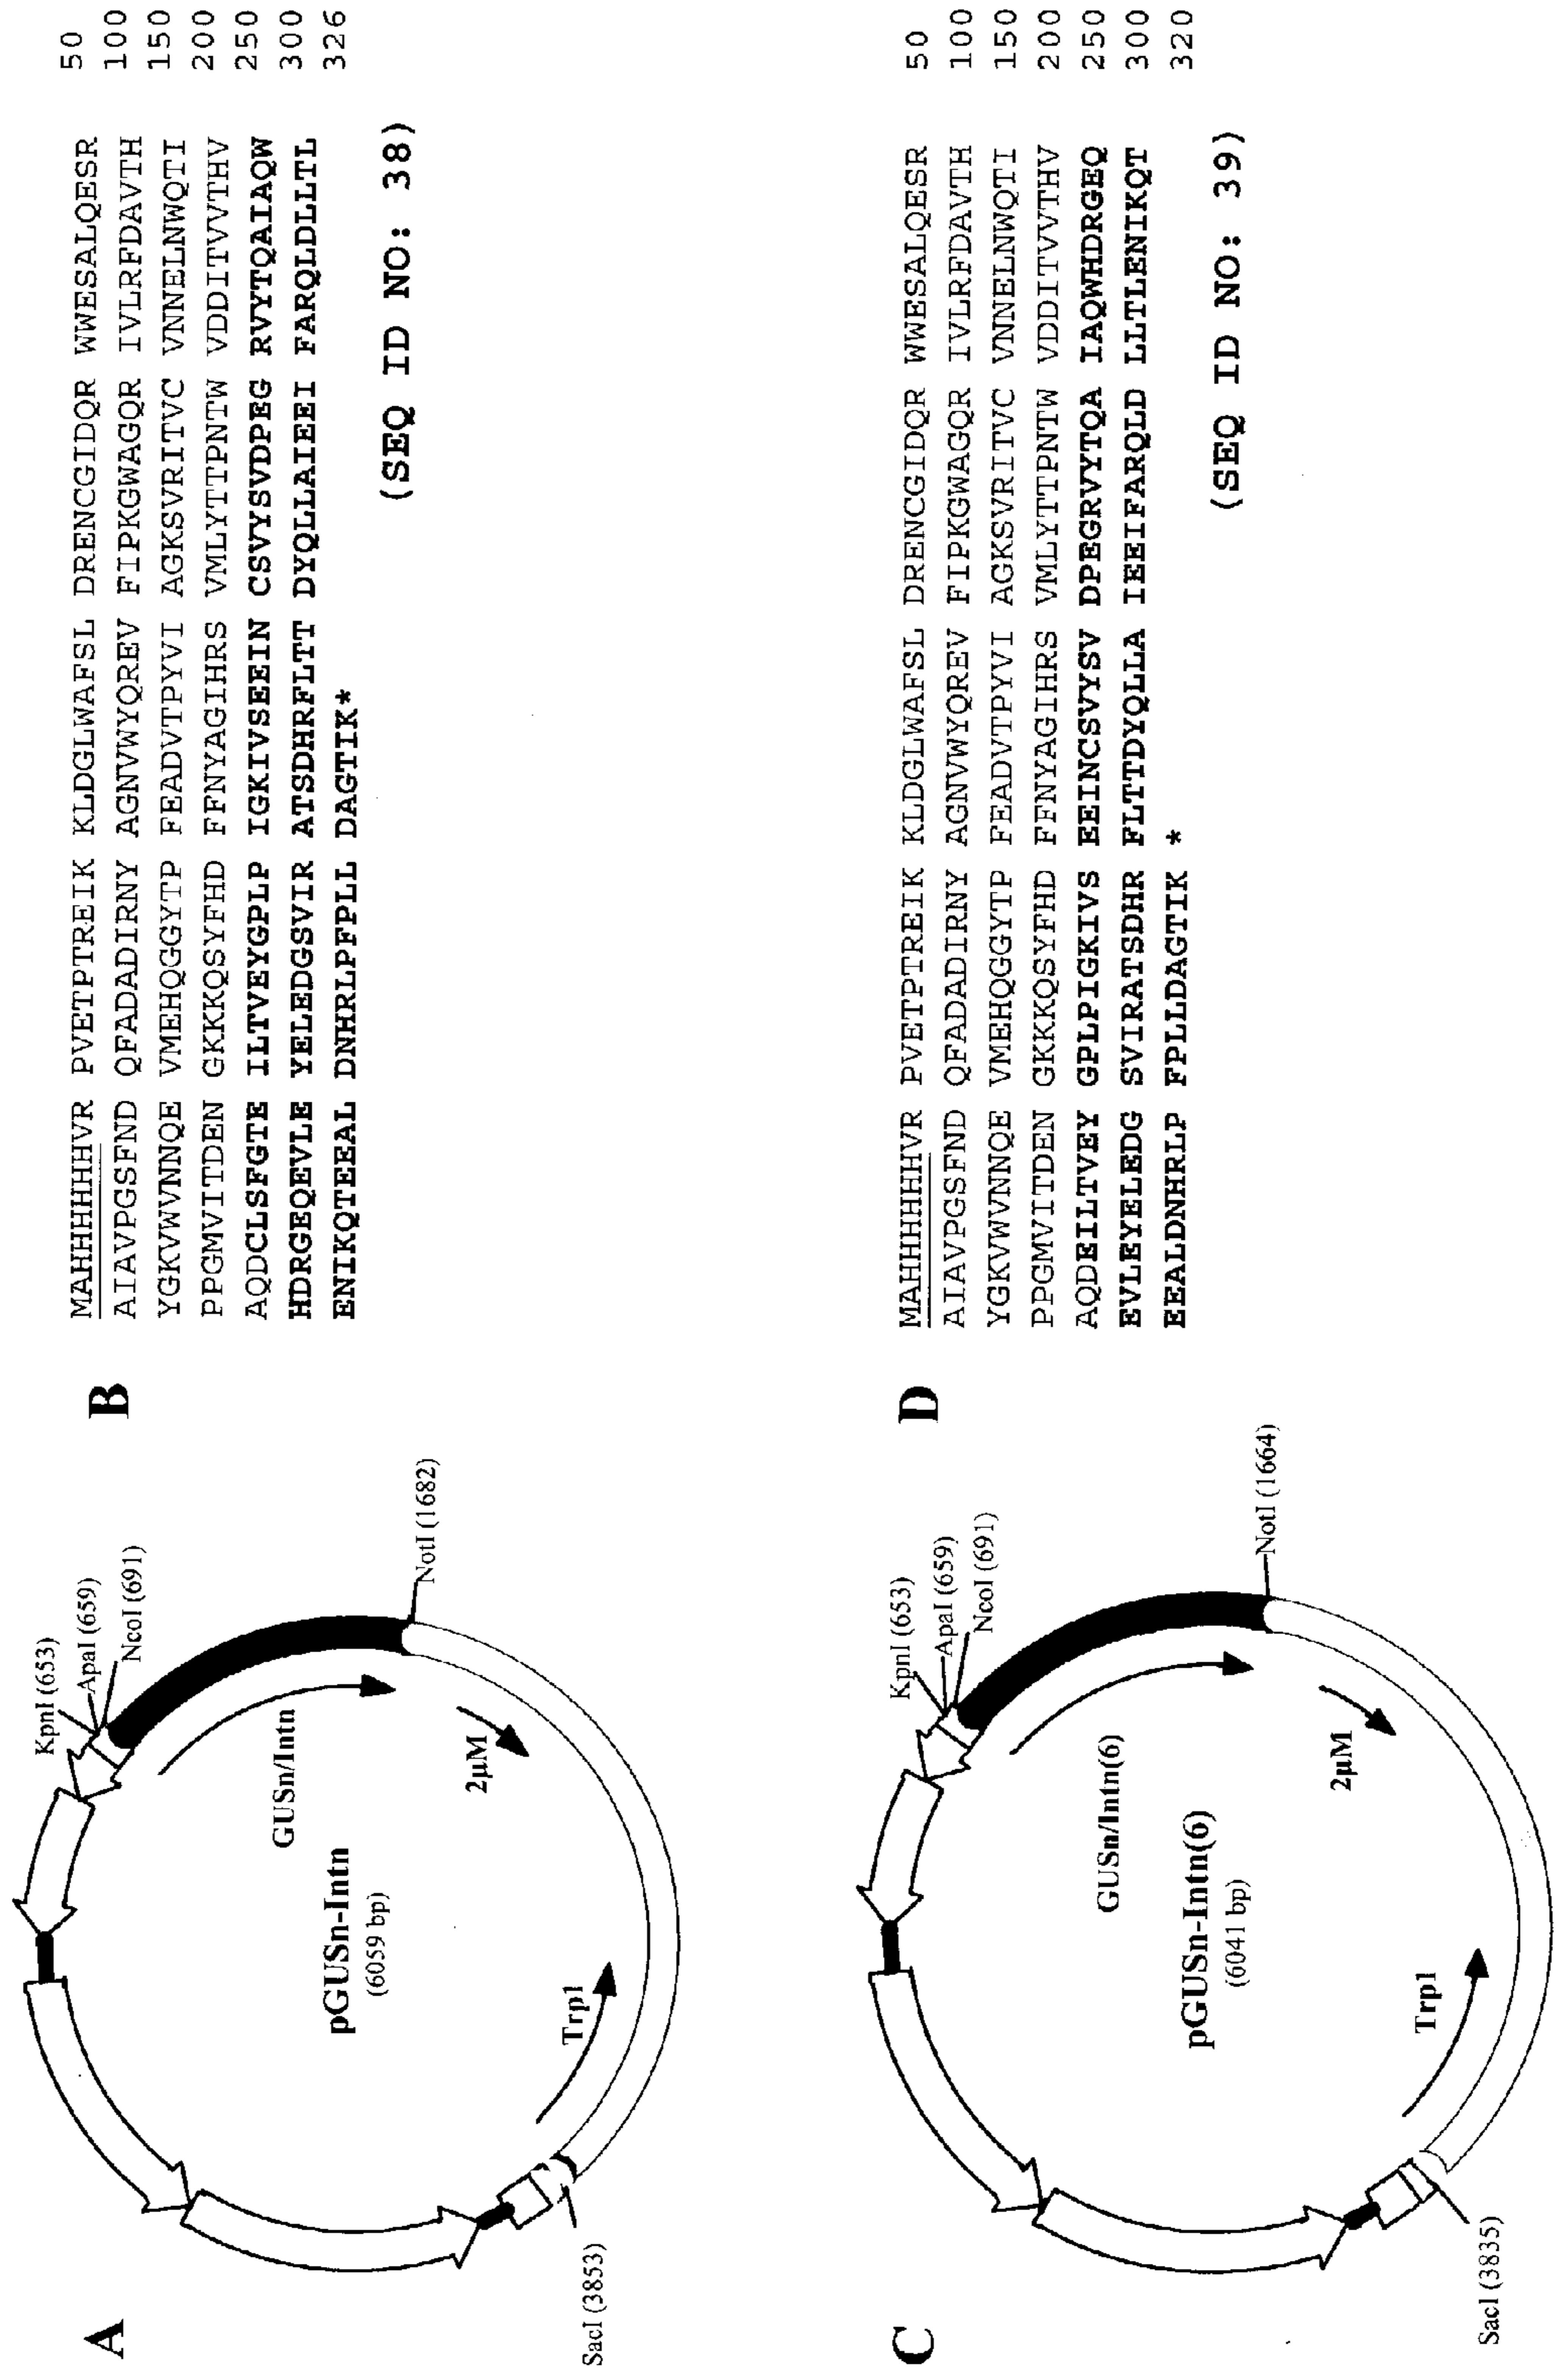 A
KpnI (653)
ApaI (659)
NcoI (691)
NotI (1682)
GUSn/Intn
2µM
pGUSn-Intn
(6059 bp)
Trp1
SacI (3853)
B
MAHHHHHHVR PVETPTREIK KLDGLWAFSL DRENCGIDQR WWESALQESR 50
AIAVPGSFND QFADADIRNY AGNVWYQREV FIPKGWAGQR IVLRFDAVTH 100
YGKVWVNNQE VMEHQGGYTP FEADVTPYVI AGKSVRITVC VNNELNWQTI 150
PPGMVITDEN GKKKQSYFHD FFNYAGIHRS VMLYTTPNTW VDDITVVTHV 200
AQDCLSFGTE ILTVEYGPLP IGKIVSEEIN CSVYSVDPEG RVYTQAIAQW 250
HDRGEQEVLE YELEDGSVIR ATSDHRFLTT DYQLLAIEEI FARQLDLLTL 300
ENIKQTEEAL DNHRLPFPLL DAGTIK* 326
(SEQ ID NO: 38)
C
KpnI (653)
ApaI (659)
NcoI (691)
NotI (1664)
GUSn/Intn(6)
2µM
pGUSn-Intn(6)
(6041 bp)
Trp1
SacI (3835)
D
MAHHHHHHVR PVETPTREIK KLDGLWAFSL DRENCGIDQR WWESALQESR 50
AIAVPGSFND QFADADIRNY AGNVWYQREV FIPKGWAGQR IVLRFDAVTH 100
YGKVWVNNQE VMEHQGGYTP FEADVTPYVI AGKSVRITVC VNNELNWQTI 150
PPGMVITDEN GKKKQSYFHD FFNYAGIHRS VMLYTTPNTW VDDITVVTHV 200
AQDEILTVEY GPLPIGKIVS EEINCSVYSV DPEGRVYTQA IAQWHDRGEQ 250
EVLEYELEDG SVIRATSDHR FLTTDYQLLA IEEIFARQLD LLTLENIKQT 300
EEALDNHRLP FPLLDAGTIK * 320
(SEQ ID NO: 39)